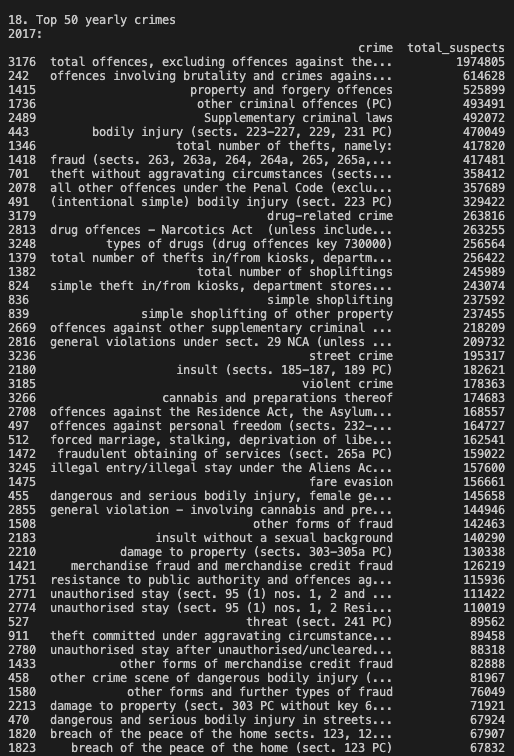 18. Top 50 yearly crimes
2017:
crime total_suspects
3176 total offences, excluding offences against the... 1974805
242 offences involving brutality and crimes agains... 614628
1415 property and forgery offences 525899
1736 other criminal offences (PC) 493491
2489 Supplementary criminal laws 492072
443 bodily injury (sects. 223-227, 229, 231 PC) 470049
1346 total number of thefts, namely: 417820
1418 fraud (sects. 263, 263a, 264, 264a, 265, 265a,... 417481
701 theft without aggravating circumstances (sects... 358412
2078 all other offences under the Penal Code (exclu... 357689
491 (intentional simple) bodily injury (sect. 223 PC) 329422
3179 drug-related crime 263816
2813 drug offences - Narcotics Act (unless include... 263255
3248 types of drugs (drug offences key 730000) 256564
1379 total number of thefts in/from kiosks, departm... 256422
1382 total number of shopliftings 245989
824 simple theft in/from kiosks, department stores... 243074
836 simple shoplifting 237592
839 simple shoplifting of other property 237455
2669 offences against other supplementary criminal ... 218209
2816 general violations under sect. 29 NCA (unless ... 209732
3236 street crime 195317
2180 insult (sects. 185-187, 189 PC) 182621
3185 violent crime 178363
3266 cannabis and preparations thereof 174683
2708 offences against the Residence Act, the Asylum... 168557
497 offences against personal freedom (sects. 232-... 164727
512 forced marriage, stalking, deprivation of libe... 162541
1472 fraudulent obtaining of services (sect. 265a PC) 159022
3245 illegal entry/illegal stay under the Aliens Ac... 157600
1475 fare evasion 156661
455 dangerous and serious bodily injury, female ge... 145658
2855 general violation - involving cannabis and pre... 144946
1508 other forms of fraud 142463
2183 insult without a sexual background 140290
2210 damage to property (sects. 303-305a PC) 130338
1421 merchandise fraud and merchandise credit fraud 126219
1751 resistance to public authority and offences ag... 115936
2771 unauthorised stay (sect. 95 (1) nos. 1, 2 and ... 111422
2774 unauthorised stay (sect. 95 (1) nos. 1, 2 Resi... 110019
527 threat (sect. 241 PC) 89562
911 theft committed under aggravating circumstance... 89458
2780 unauthorised stay after unauthorised/uncleared... 88318
1433 other forms of merchandise credit fraud 82888
458 other crime scene of dangerous bodily injury (... 81967
1580 other forms and further types of fraud 76049
2213 damage to property (sect. 303 PC without key 6... 71921
470 dangerous and serious bodily injury in streets... 67924
1820 breach of the peace of the home sects. 123, 12... 67907
1823 breach of the peace of the home (sect. 123 PC) 67832